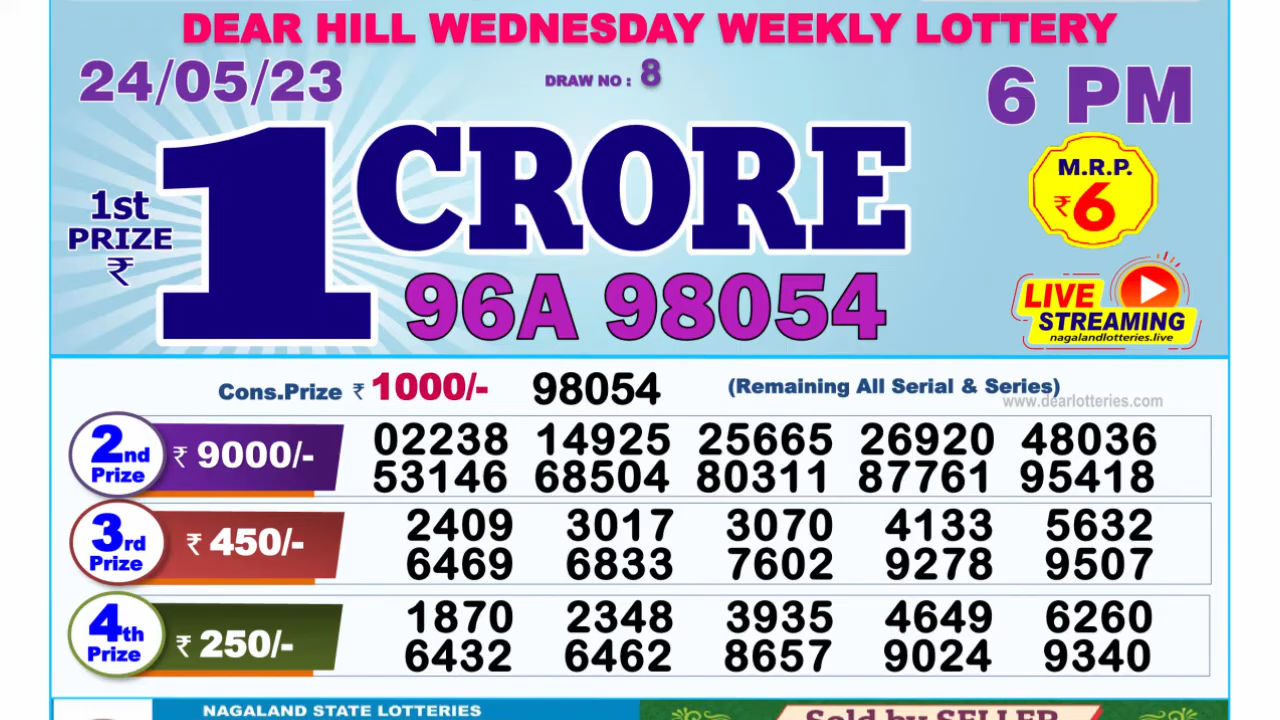 DEAR HILL WEDNESDAY WEEKLY LOTTERY
24/05/23 DRAW NO : 8 6 PM
1st PRIZE ₹ 1 CRORE
M.R.P. ₹6
96A 98054
LIVE STREAMING
nagalandlotteries.live
Cons.Prize ₹ 1000/- 98054 (Remaining All Serial & Series)
www.dearlotteries.com
2nd Prize ₹ 9000/-
02238 14925 25665 26920 48036
53146 68504 80311 87761 95418
3rd Prize ₹ 450/-
2409 3017 3070 4133 5632
6469 6833 7602 9278 9507
4th Prize ₹ 250/-
1870 2348 3935 4649 6260
6432 6462 8657 9024 9340
NAGALAND STATE LOTTERIES
Sold by SELLER